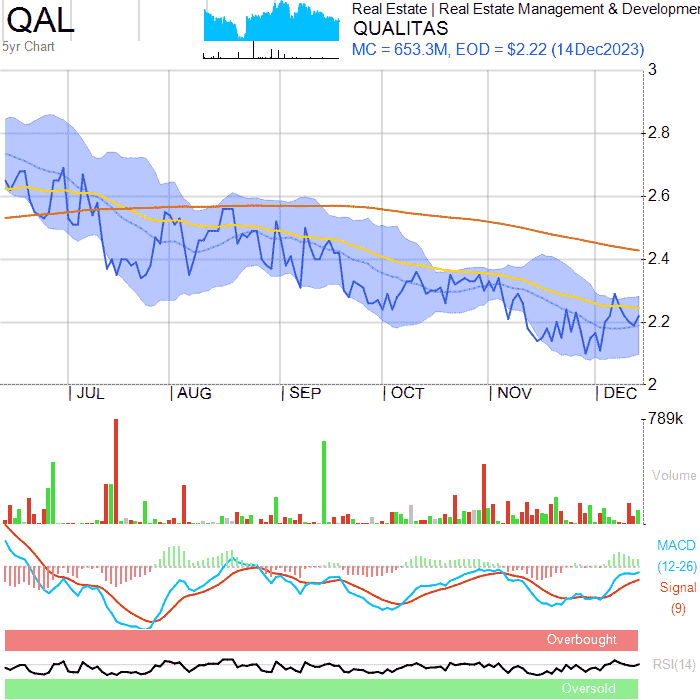 QAL
5yr Chart
Real Estate | Real Estate Management & Developmen
QUALITAS
MC = 653.3M, EOD = $2.22 (14Dec2023)
3
2.8
2.6
2.4
2.2
2
JUL
AUG
SEP
OCT
NOV
DEC
789k
Volume
MACD
(12-26)
Signal
(9)
Overbought
RSI(14)
Oversold